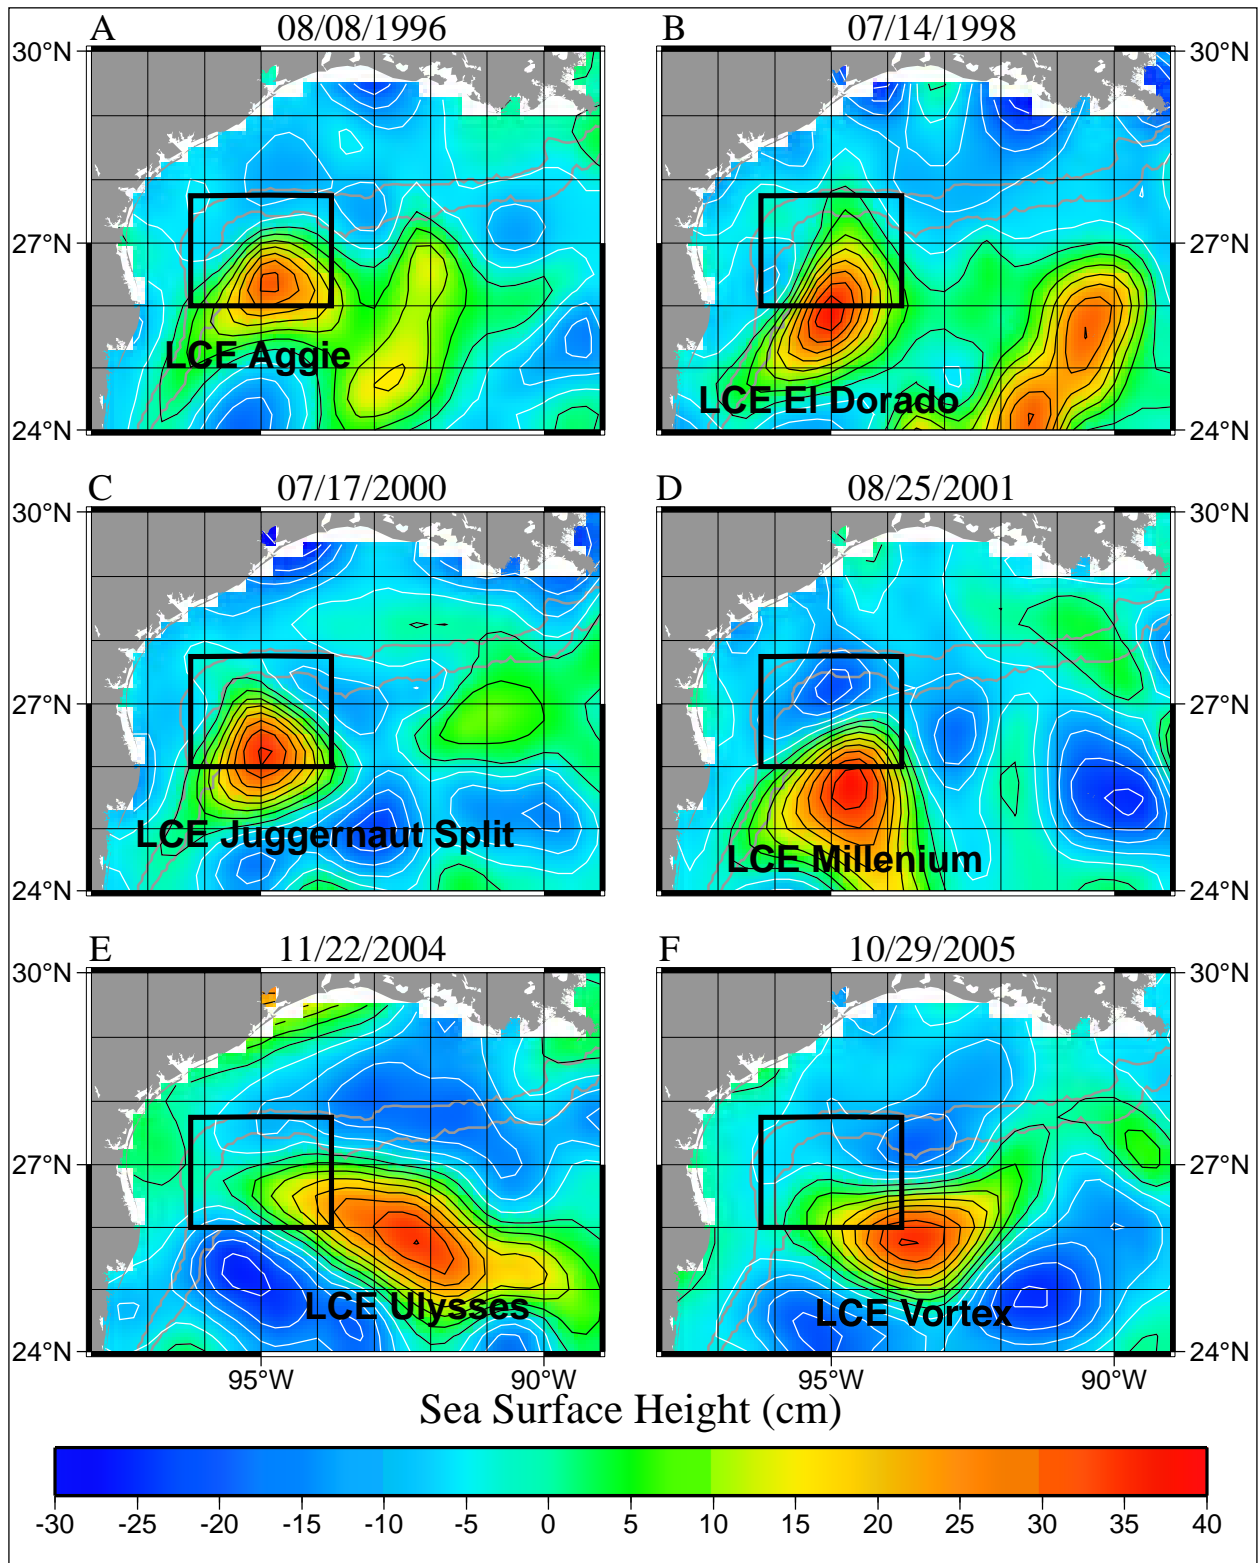 A 08/08/1996 B 07/14/1998
30°N 30°N
27°N 27°N
LCE Aggie LCE El Dorado
24°N 24°N
C 07/17/2000 D 08/25/2001
30°N 30°N
27°N 27°N
LCE Juggernaut Split LCE Millenium
24°N 24°N
E 11/22/2004 F 10/29/2005
30°N 30°N
27°N 27°N
LCE Ulysses LCE Vortex
24°N 24°N
95°W 90°W 95°W 90°W
Sea Surface Height (cm)
-30 -25 -20 -15 -10 -5 0 5 10 15 20 25 30 35 40